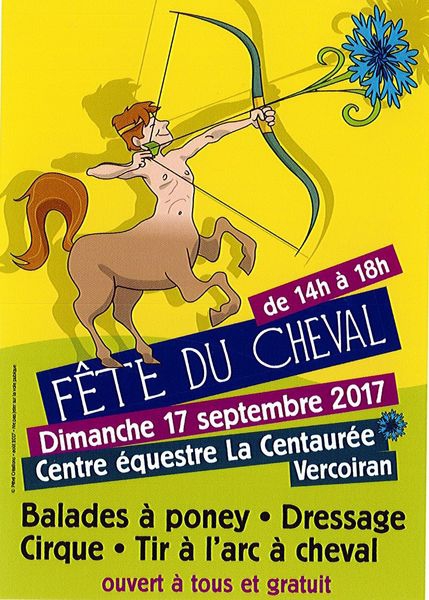 de 14h à 18h
FÊTE DU CHEVAL
Dimanche 17 septembre 2017
Centre équestre La Centaurée
Vercoiran
Balades à poney • Dressage
Cirque • Tir à l'arc à cheval
ouvert à tous et gratuit